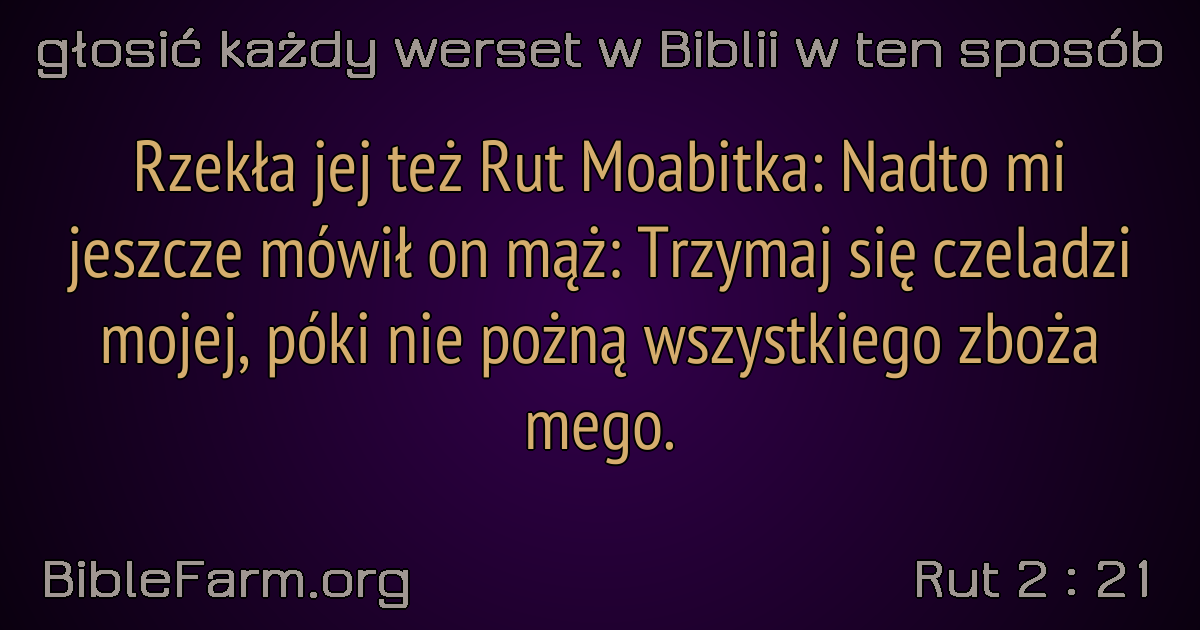 głosić każdy werset w Biblii w ten sposób
Rzekła jej też Rut Moabitka: Nadto mi
jeszcze mówił on mąż: Trzymaj się czeladzi
mojej, póki nie pożną wszystkiego zboża
mego.
BibleFarm.org
Rut 2 : 21